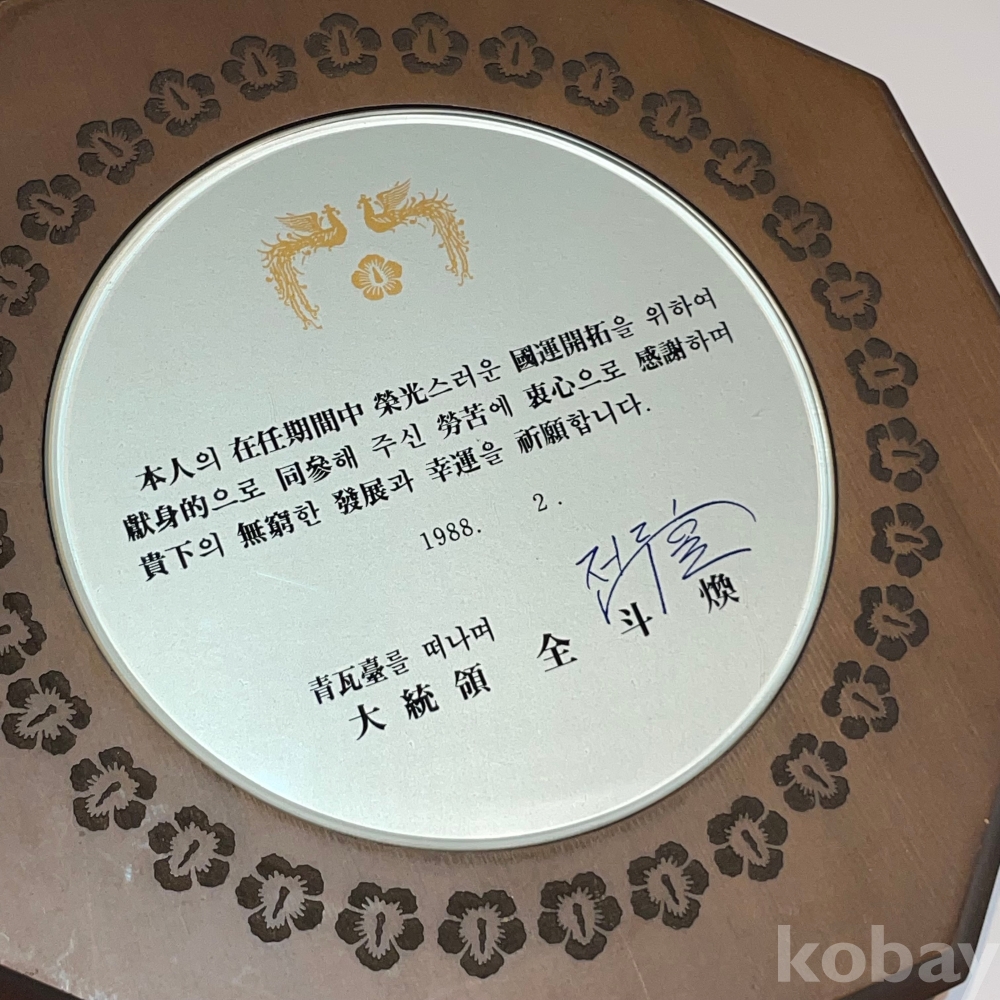 本人의 在任期間中 榮光스러운 國運開拓을 위하여
獻身的으로 同參해 주신 勞苦에 衷心으로 感謝하며
貴下의 無窮한 發展과 幸運을 祈願합니다.
1988. 2.
전두환
青瓦臺를 떠나며
大統領 全斗煥
kobay